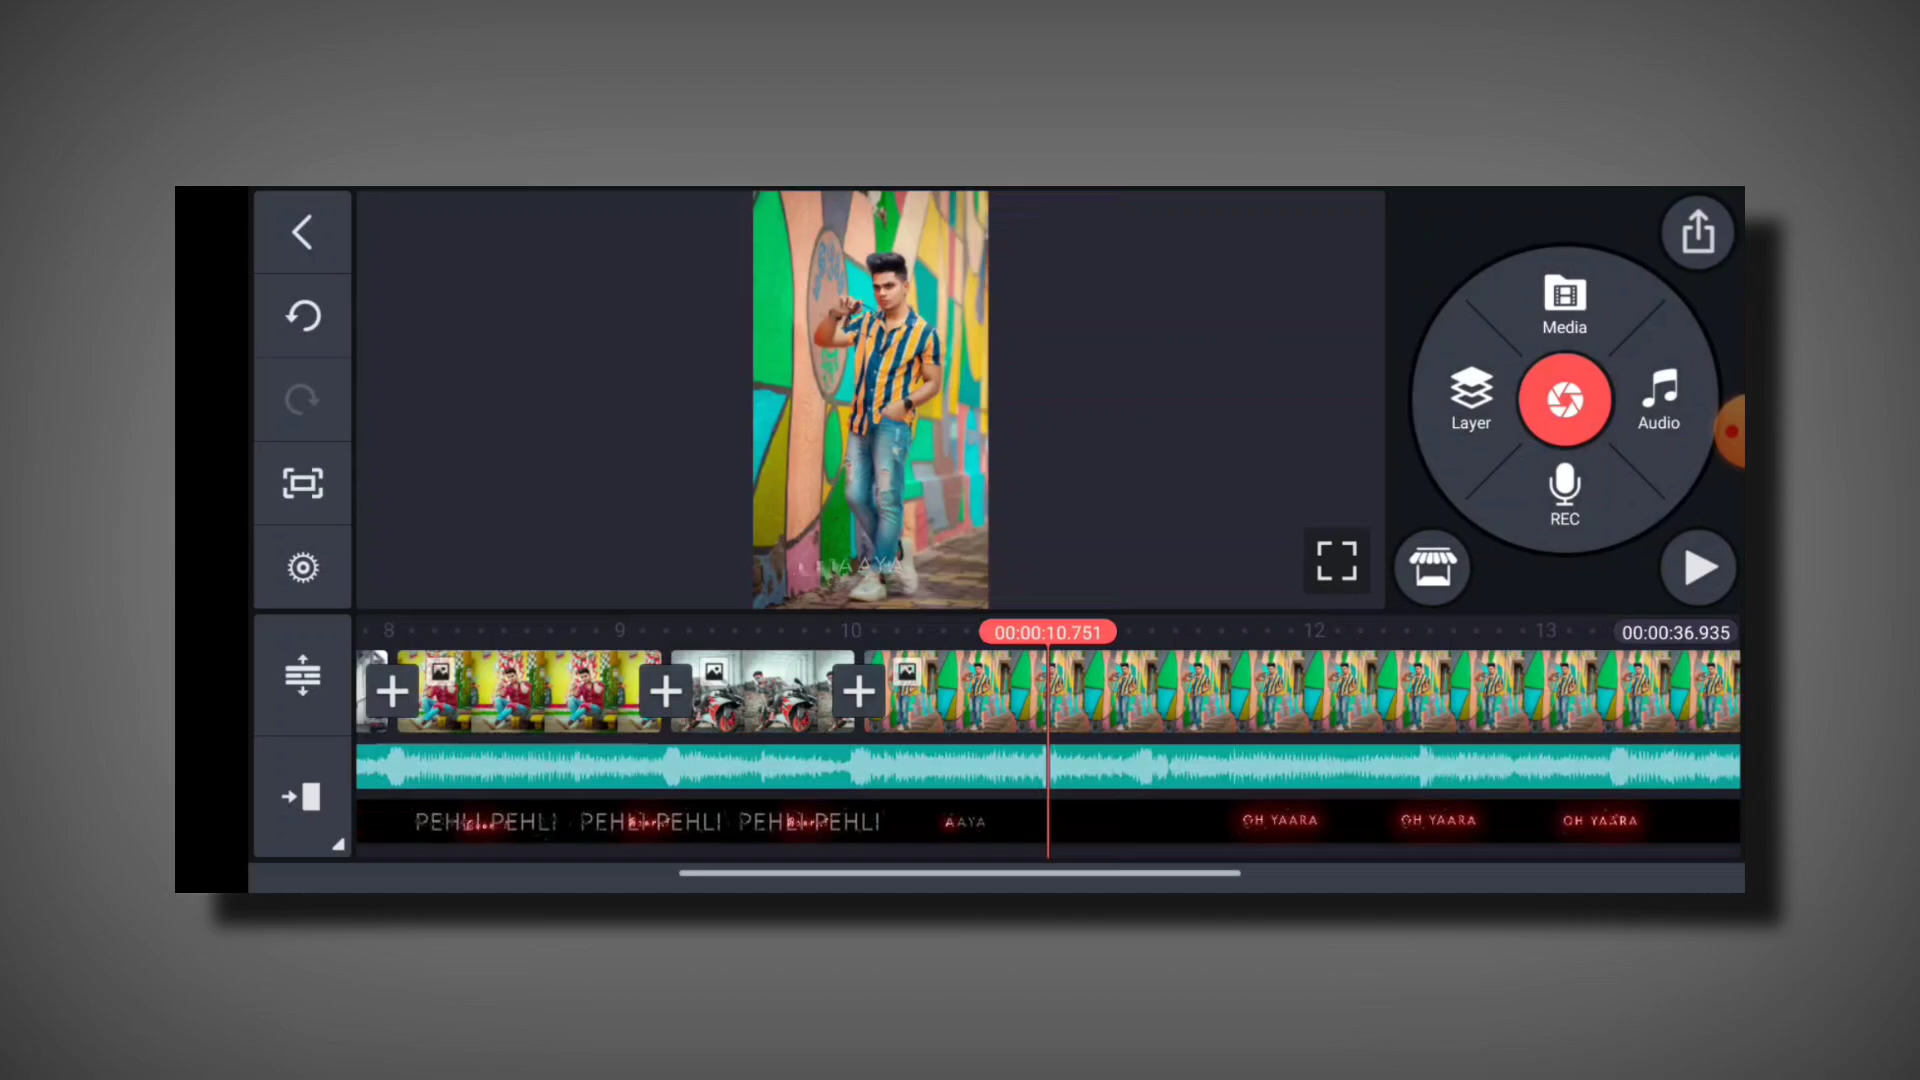 Media
Layer
Audio
REC
AAYA
8
9
10
00:00:10.751
12
13
00:00:36.935
PEHLI PEHLI
PEHLI PEHLI
PEHLI PEHLI
AAYA
OH YAARA
OH YAARA
OH YAARA